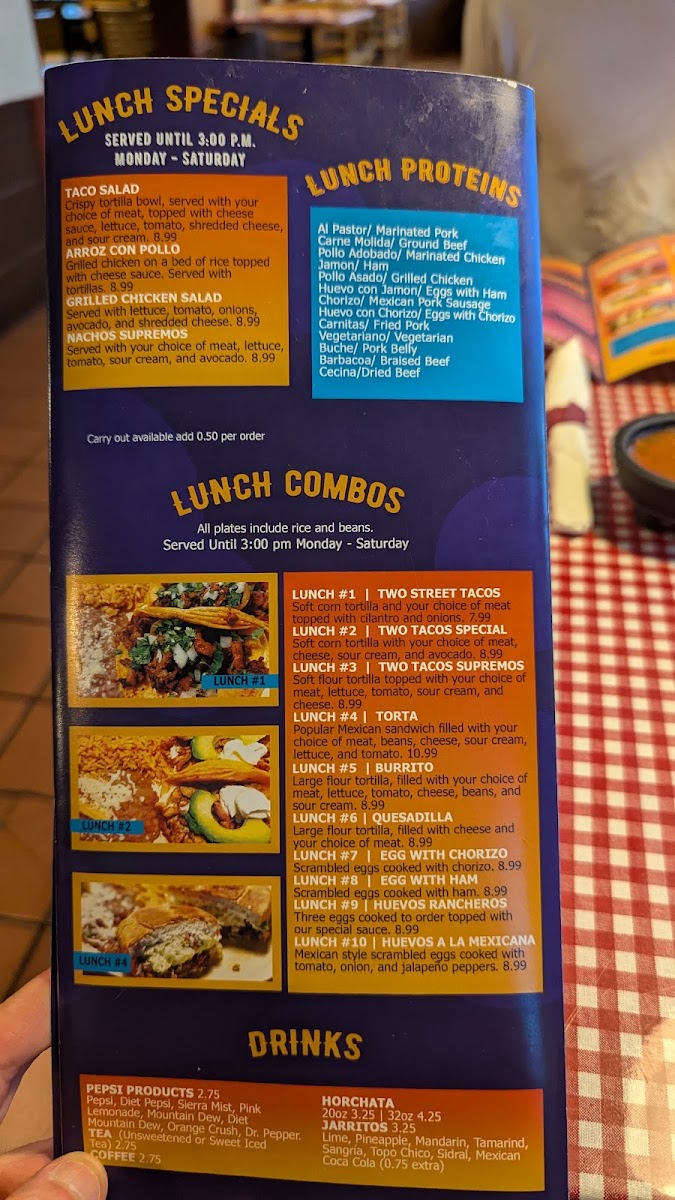 LUNCH SPECIALS
SERVED UNTIL 3:00 P.M.
MONDAY - SATURDAY
TACO SALAD
Crispy tortilla bowl, served with your
choice of meat, topped with cheese
sauce, lettuce, tomato, shredded cheese,
and sour cream. 8.99
ARROZ CON POLLO
Grilled chicken on a bed of rice topped
with cheese sauce. Served with
tortillas. 8.99
GRILLED CHICKEN SALAD
Served with lettuce, tomato, onions,
avocado, and shredded cheese. 8.99
NACHOS SUPREMOS
Served with your choice of meat, lettuce,
tomato, sour cream, and avocado. 8.99
LUNCH PROTEINS
Al Pastor/ Marinated Pork
Carne Molida/ Ground Beef
Pollo Adobado/ Marinated Chicken
Jamon/ Ham
Pollo Asado/ Grilled Chicken
Huevo con Jamon/ Eggs with Ham
Chorizo/ Mexican Pork Sausage
Huevo con Chorizo/ Eggs with Chorizo
Carnitas/ Fried Pork
Vegetariano/ Vegetarian
Buche/ Pork Belly
Barbacoa/ Braised Beef
Cecina/Dried Beef
Carry out available add 0.50 per order
LUNCH COMBOS
All plates include rice and beans.
Served Until 3:00 pm Monday - Saturday
LUNCH #1
LUNCH #2
LUNCH #4
LUNCH #1 | TWO STREET TACOS
Soft corn tortilla and your choice of meat
topped with cilantro and onions. 7.99
LUNCH #2 | TWO TACOS SPECIAL
Soft corn tortilla with your choice of meat,
cheese, sour cream, and avocado. 8.99
LUNCH #3 | TWO TACOS SUPREMOS
Soft flour tortilla topped with your choice of
meat, lettuce, tomato, sour cream, and
cheese. 8.99
LUNCH #4 | TORTA
Popular Mexican sandwich filled with your
choice of meat, beans, cheese, sour cream,
lettuce, and tomato. 10.99
LUNCH #5 | BURRITO
Large flour tortilla, filled with your choice of
meat, lettuce, tomato, cheese, beans, and
sour cream. 8.99
LUNCH #6 | QUESADILLA
Large flour tortilla, filled with cheese and
your choice of meat. 8.99
LUNCH #7 | EGG WITH CHORIZO
Scrambled eggs cooked with chorizo. 8.99
LUNCH #8 | EGG WITH HAM
Scrambled eggs cooked with ham. 8.99
LUNCH #9 | HUEVOS RANCHEROS
Three eggs cooked to order topped with
our special sauce. 8.99
LUNCH #10 | HUEVOS A LA MEXICANA
Mexican style scrambled eggs cooked with
tomato, onion, and jalapeño peppers. 8.99
DRINKS
PEPSI PRODUCTS 2.75
Pepsi, Diet Pepsi, Sierra Mist, Pink
Lemonade, Mountain Dew, Diet
Mountain Dew, Orange Crush, Dr. Pepper.
TEA (Unsweetened or Sweet Iced
Tea) 2.75
COFFEE 2.75
HORCHATA
20oz 3.25 | 32oz 4.25
JARRITOS 3.25
Lime, Pineapple, Mandarin, Tamarind,
Sangria, Topo Chico, Sidral, Mexican
Coca Cola (0.75 extra)